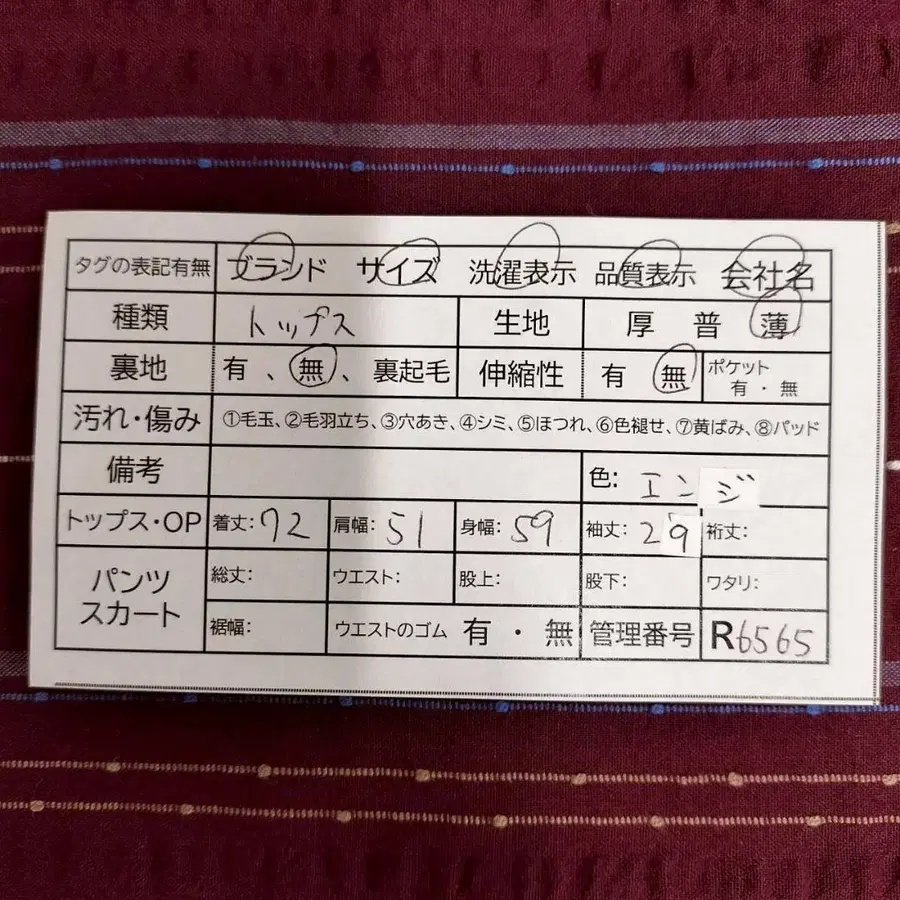 タグの表記有無 ブランド サイズ 洗濯表示 品質表示 会社名
種類 トップス 生地 厚 普 薄
裏地 有、無、裏起毛 伸縮性 有 無 ポケット 有・無
汚れ・傷み ①毛玉、②毛羽立ち、③穴あき、④シミ、⑤ほつれ、⑥色褪せ、⑦黄ばみ、⑧パッド
備考 色: エンジ
トップス・OP 着丈:72 肩幅:51 身幅:59 袖丈:29 裄丈:
パンツ スカート 総丈: ウエスト: 股上: 股下: ワタリ:
裾幅: ウエストのゴム 有・無 管理番号 R6565